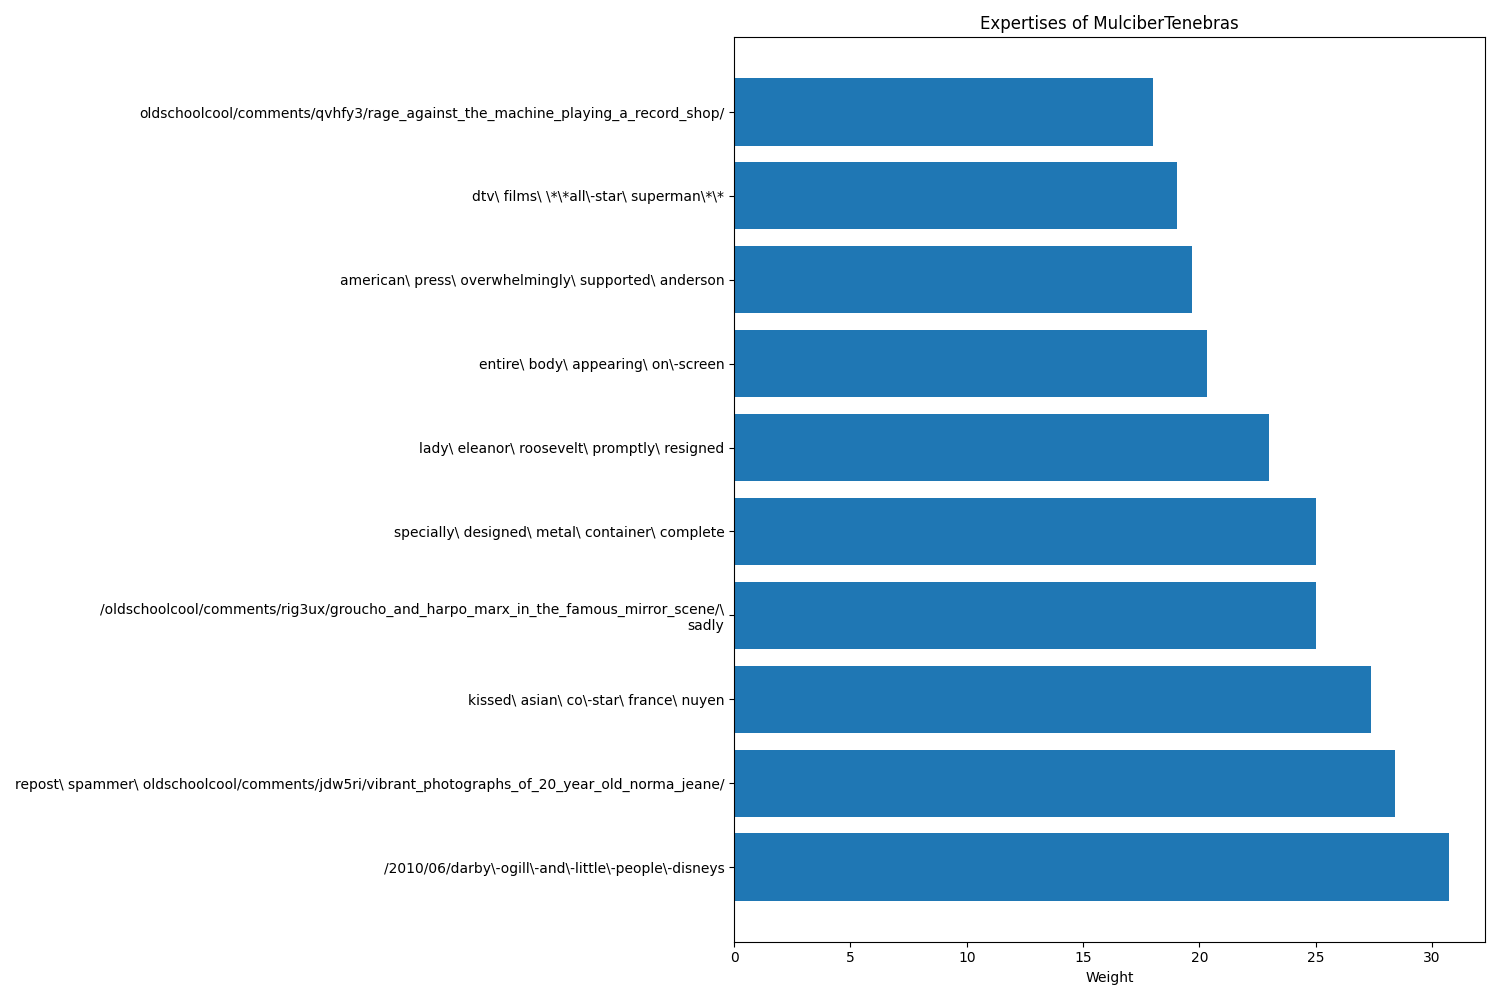 Expertises of MulciberTenebras
oldschoolcool/comments/qvhfy3/rage_against_the_machine_playing_a_record_shop/
dtv\ films\ \*\*all\-star\ superman\*\*
american\ press\ overwhelmingly\ supported\ anderson
entire\ body\ appearing\ on\-screen
lady\ eleanor\ roosevelt\ promptly\ resigned
specially\ designed\ metal\ container\ complete
/oldschoolcool/comments/rig3ux/groucho_and_harpo_marx_in_the_famous_mirror_scene/\
sadly
kissed\ asian\ co\-star\ france\ nuyen
repost\ spammer\ oldschoolcool/comments/jdw5ri/vibrant_photographs_of_20_year_old_norma_jeane/
/2010/06/darby\-ogill\-and\-little\-people\-disneys
0 5 10 15 20 25 30
Weight